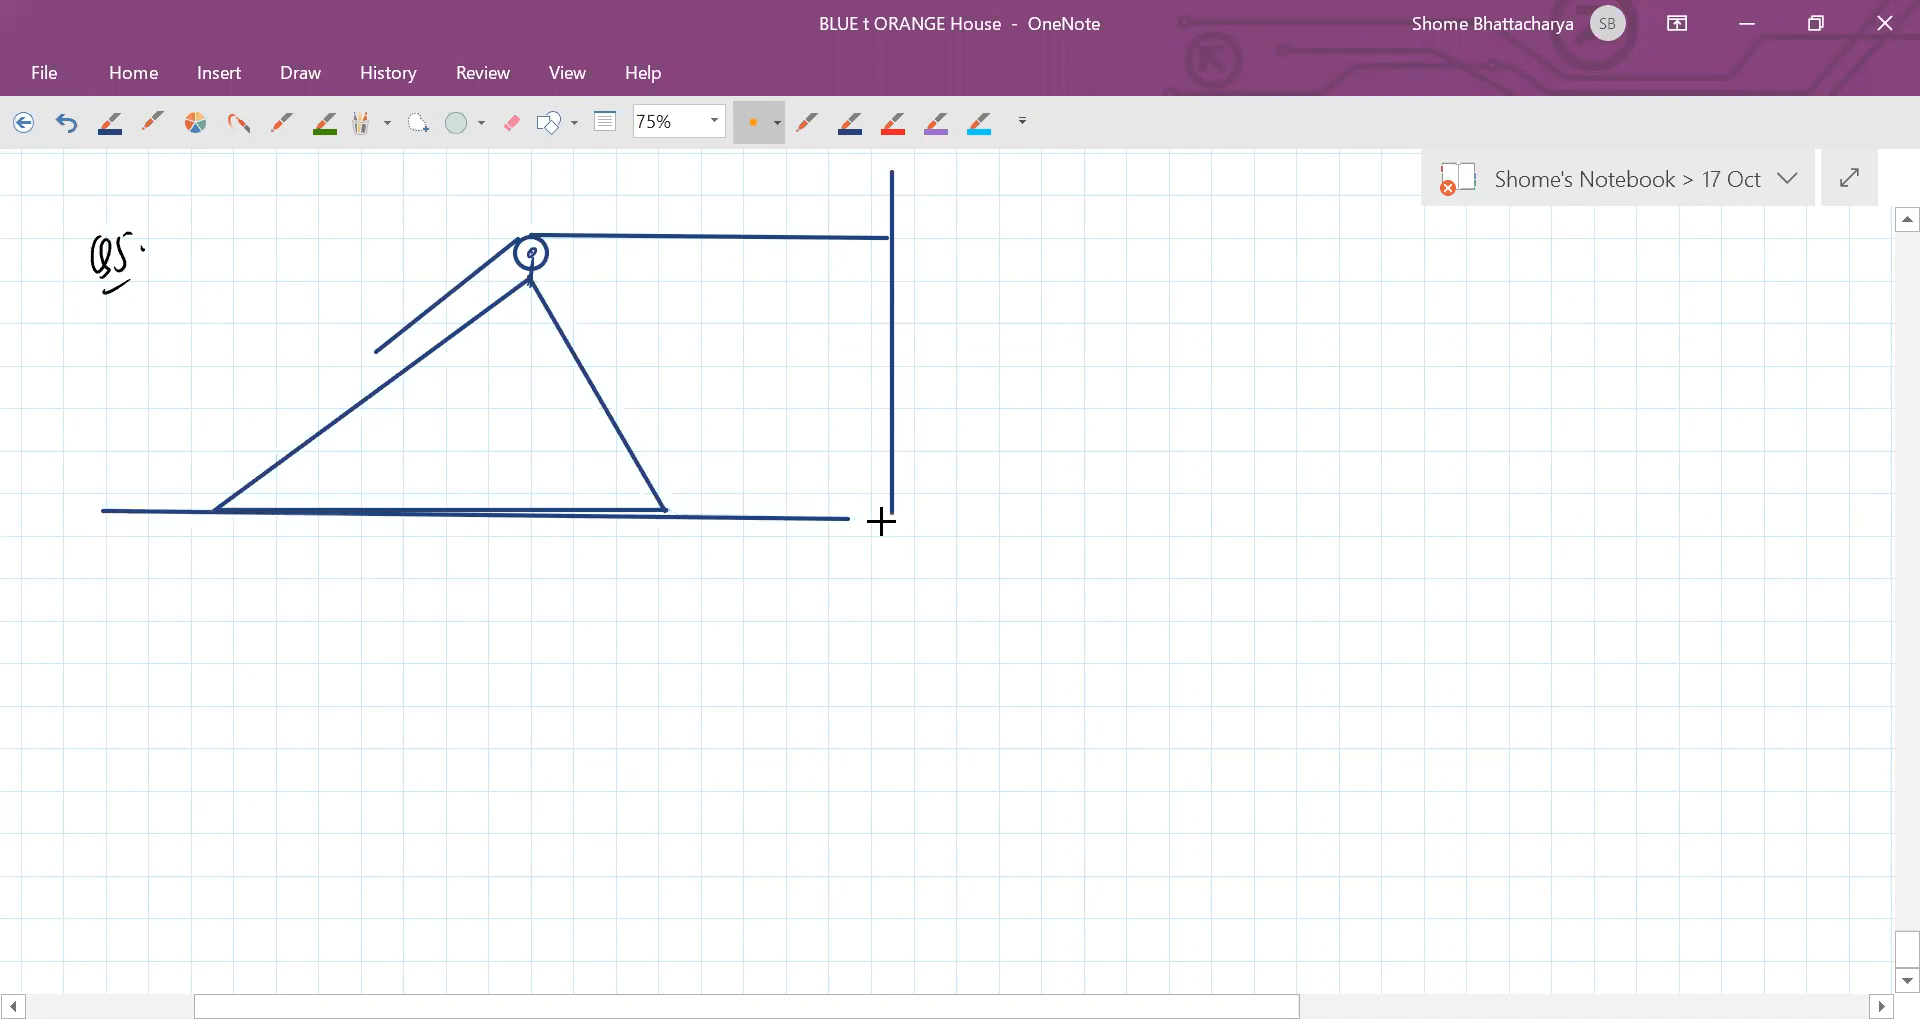 BLUE t ORANGE House - OneNote
Shome Bhattacharya
SB
File
Home
Insert
Draw
History
Review
View
Help
75%
Shome's Notebook > 17 Oct
Q5.